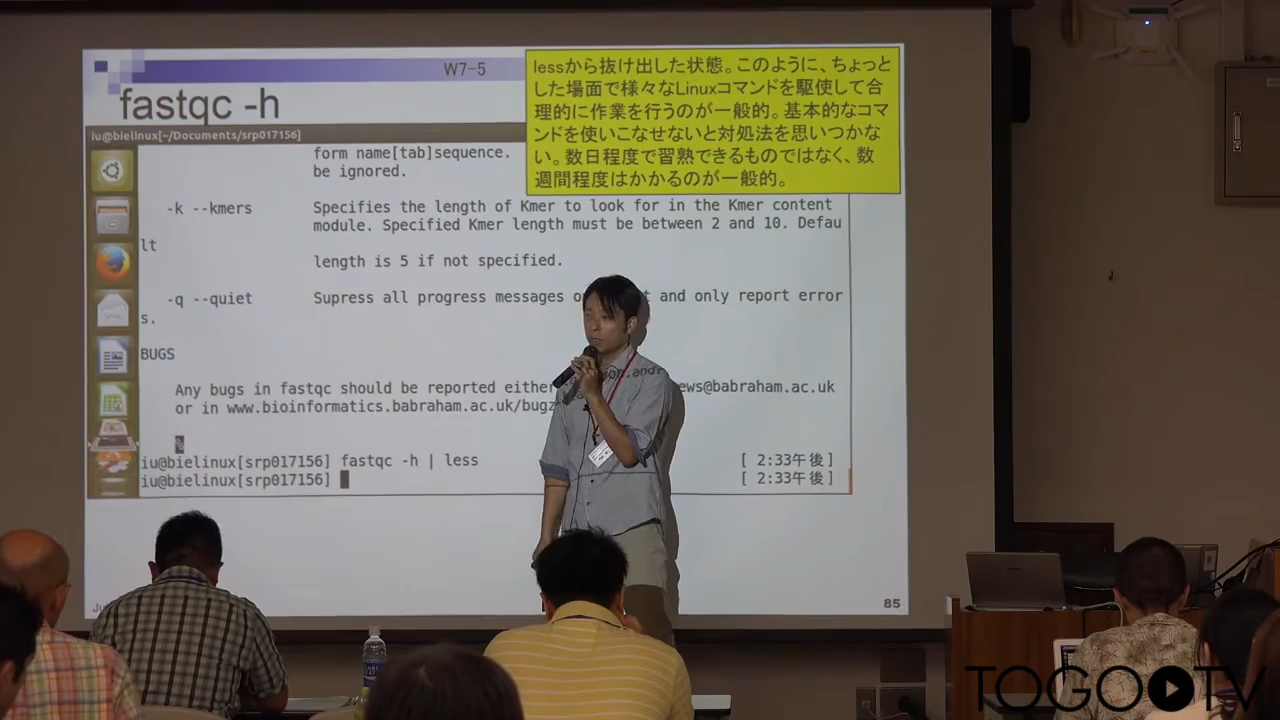 W7-5
fastqc -h
lessから抜け出した状態。このように、ちょっと
した場面で様々なLinuxコマンドを駆使して合
理的に作業を行うのが一般的。基本的なコマ
ンドを使いこなせないと対処法を思いつかな
い。数日程度で習熟できるものではなく、数
週間程度はかかるのが一般的。
iu@bielinux[~/Documents/srp017156]
form name[tab]sequence.
be ignored.
-k --kmers Specifies the length of Kmer to look for in the Kmer content
module. Specified Kmer length must be between 2 and 10. Defau
lt
length is 5 if not specified.
-q --quiet Supress all progress messages and only report error
s.
BUGS
Any bugs in fastqc should be reported either ews@babraham.ac.uk
or in www.bioinformatics.babraham.ac.uk/bugz
%
iu@bielinux[srp017156] fastqc -h | less [ 2:33午後]
iu@bielinux[srp017156] [ 2:33午後]
85
TOGOTV